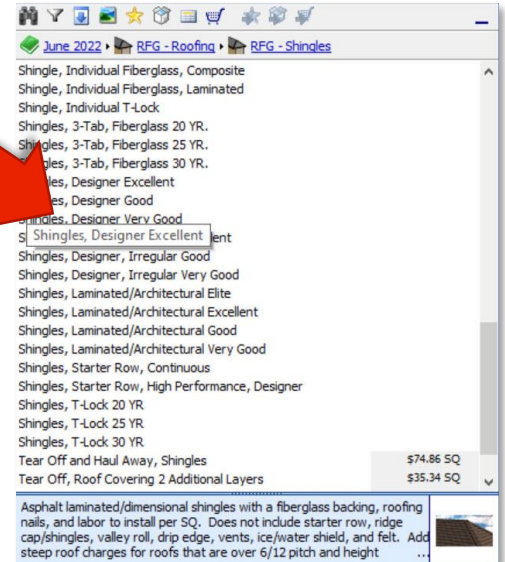 June 2022 › RFG - Roofing › RFG - Shingles
Shingle, Individual Fiberglass, Composite
Shingle, Individual Fiberglass, Laminated
Shingle, Individual T-Lock
Shingles, 3-Tab, Fiberglass 20 YR.
Shingles, 3-Tab, Fiberglass 25 YR.
gles, 3-Tab, Fiberglass 30 YR.
les, Designer Excellent
es, Designer Good
Shingles, Designer Very Good
Shingles, Designer Excellent
ent
Shingles, Designer, Irregular Good
Shingles, Designer, Irregular Very Good
Shingles, Laminated/Architectural Elite
Shingles, Laminated/Architectural Excellent
Shingles, Laminated/Architectural Good
Shingles, Laminated/Architectural Very Good
Shingles, Starter Row, Continuous
Shingles, Starter Row, High Performance, Designer
Shingles, T-Lock 20 YR
Shingles, T-Lock 25 YR
Shingles, T-Lock 30 YR
Tear Off and Haul Away, Shingles $74.86 SQ
Tear Off, Roof Covering 2 Additional Layers $35.34 SQ
Asphalt laminated/dimensional shingles with a fiberglass backing, roofing
nails, and labor to install per SQ. Does not include starter row, ridge
cap/shingles, valley roll, drip edge, vents, ice/water shield, and felt. Add
steep roof charges for roofs that are over 6/12 pitch and height ...